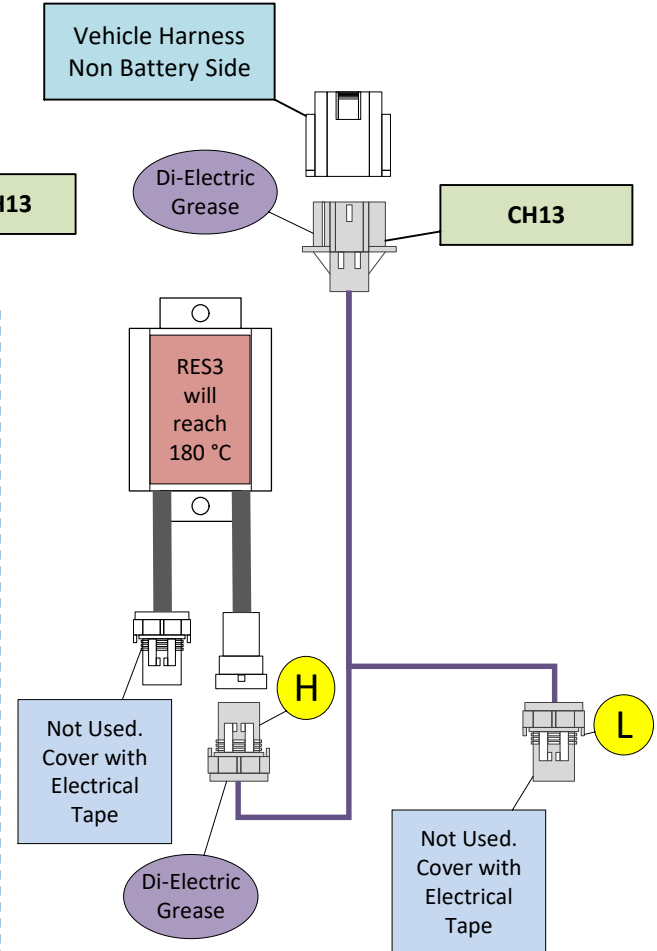 Vehicle Harness
Non Battery Side
Di-Electric
Grease
H13
CH13
RES3
will
reach
180 °C
H
L
Not Used.
Cover with
Electrical
Tape
Di-Electric
Grease
Not Used.
Cover with
Electrical
Tape